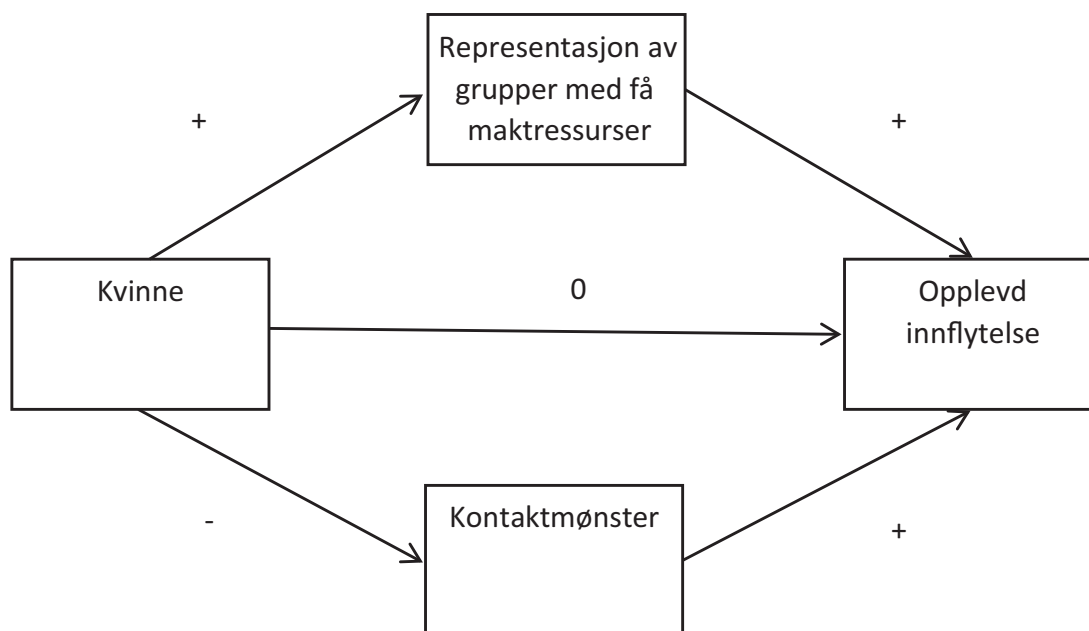 Representasjon av
grupper med få
maktressurser
+
+
Kvinne
0
Opplevd
innflytelse
-
Kontaktmønster
+